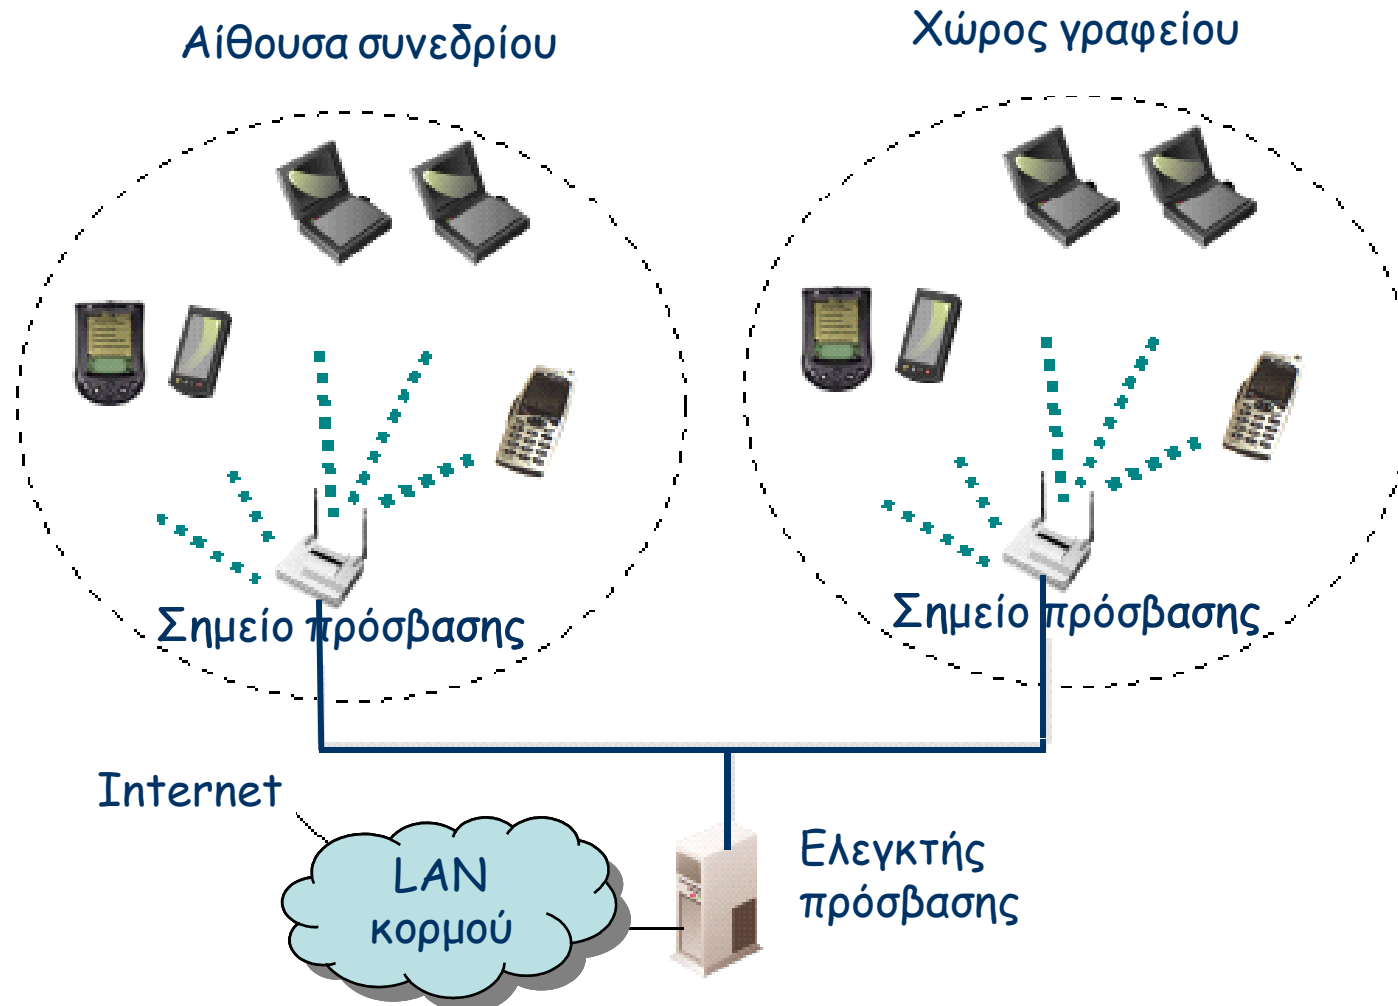 Αίθουσα συνεδρίου
Χώρος γραφείου
Σημείο πρόσβασης
Σημείο πρόσβασης
Internet
LAN
κορμού
Ελεγκτής
πρόσβασης